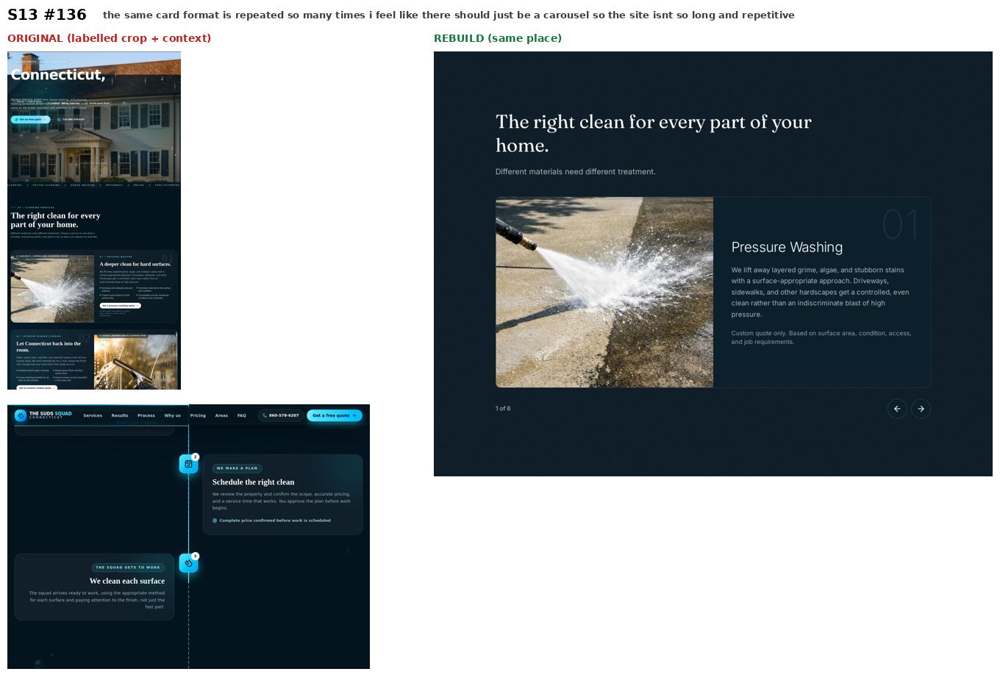 S13 #136 the same card format is repeated so many times i feel like there should just be a carousel so the site isnt so long and repetitive
ORIGINAL (labelled crop + context)
REBUILD (same place)
Connecticut,
The right clean for every
part of your home.
A deeper clean for hard surfaces.
Let Connecticut back into the
room.
THE SUDS SQUAD
CONNECTICUT
Services Results Process Why us Pricing Areas FAQ
860-579-6207
Get a free quote →
2
WE MAKE A PLAN
Schedule the right clean
We review the property and confirm the scope, accurate pricing,
and a service time that works. You approve the plan before work
begins.
Complete price confirmed before work is scheduled
3
THE SQUAD GETS TO WORK
We clean each surface
The squad arrives ready to work, using the appropriate method
for each surface and paying attention to the finish, not just the
fast part.
The right clean for every part of your
home.
Different materials need different treatment.
01
Pressure Washing
We lift away layered grime, algae, and stubborn stains
with a surface-appropriate approach. Driveways,
sidewalks, and other hardscapes get a controlled, even
clean rather than an indiscriminate blast of high
pressure.
Custom quote only. Based on surface area, condition, access,
and job requirements.
1 of 6
← →